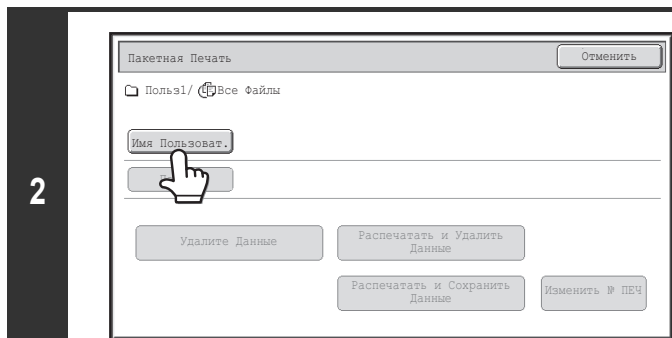 Пакетная Печать
Отменить
Польз1/ Все Файлы
Имя Пользоват.
2
Удалите Данные
Распечатать и Удалить
Данные
Распечатать и Сохранить
Данные
Изменить № ПЕЧ